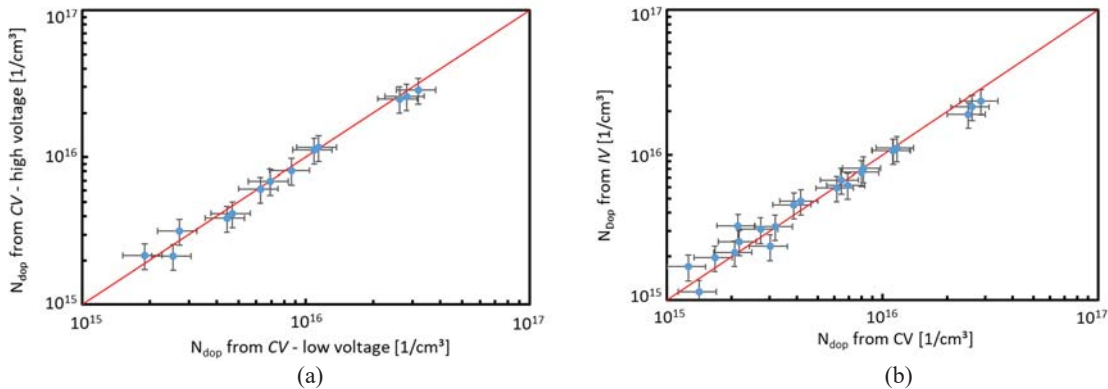 N_dop from CV - high voltage [1/cm³]
10¹⁷
10¹⁶
10¹⁵
10¹⁵
10¹⁶
10¹⁷
N_dop from CV - low voltage [1/cm³]
(a)
N_Dop from IV [1/cm³]
10¹⁷
10¹⁶
10¹⁵
10¹⁵
10¹⁶
10¹⁷
N_dop from CV [1/cm³]
(b)